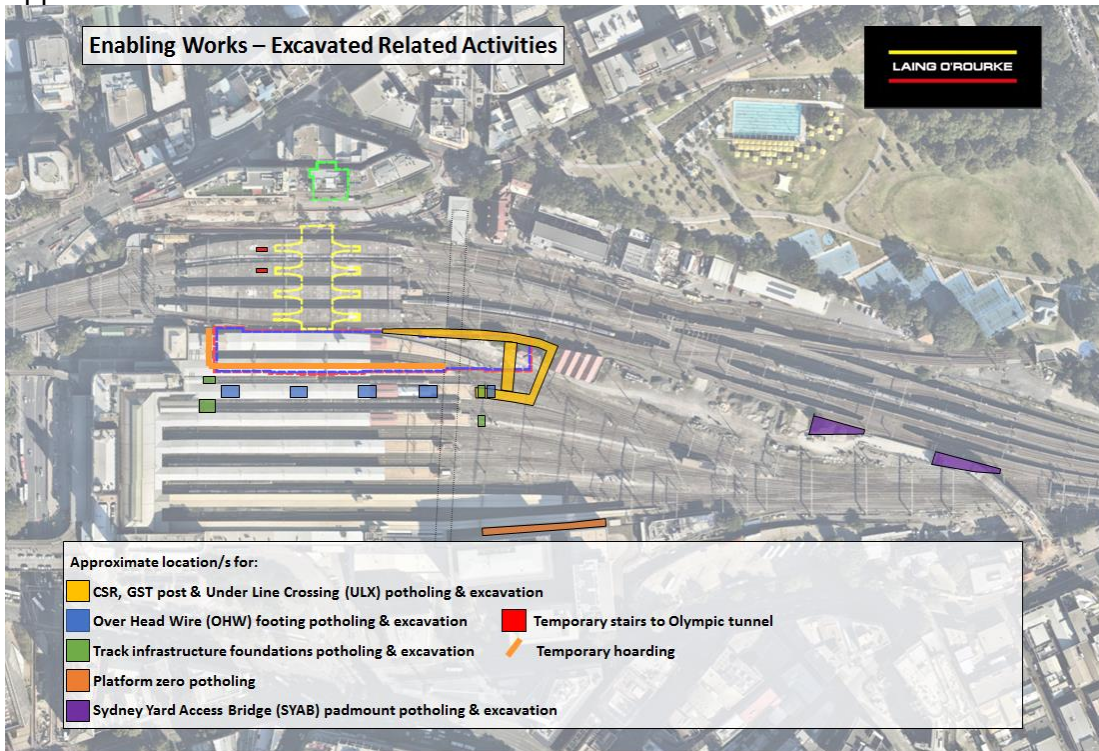 Enabling Works – Excavated Related Activities
LAING O'ROURKE
Approximate location/s for:
CSR, GST post & Under Line Crossing (ULX) potholing & excavation
Over Head Wire (OHW) footing potholing & excavation
Temporary stairs to Olympic tunnel
Track infrastructure foundations potholing & excavation
Temporary hoarding
Platform zero potholing
Sydney Yard Access Bridge (SYAB) padmount potholing & excavation